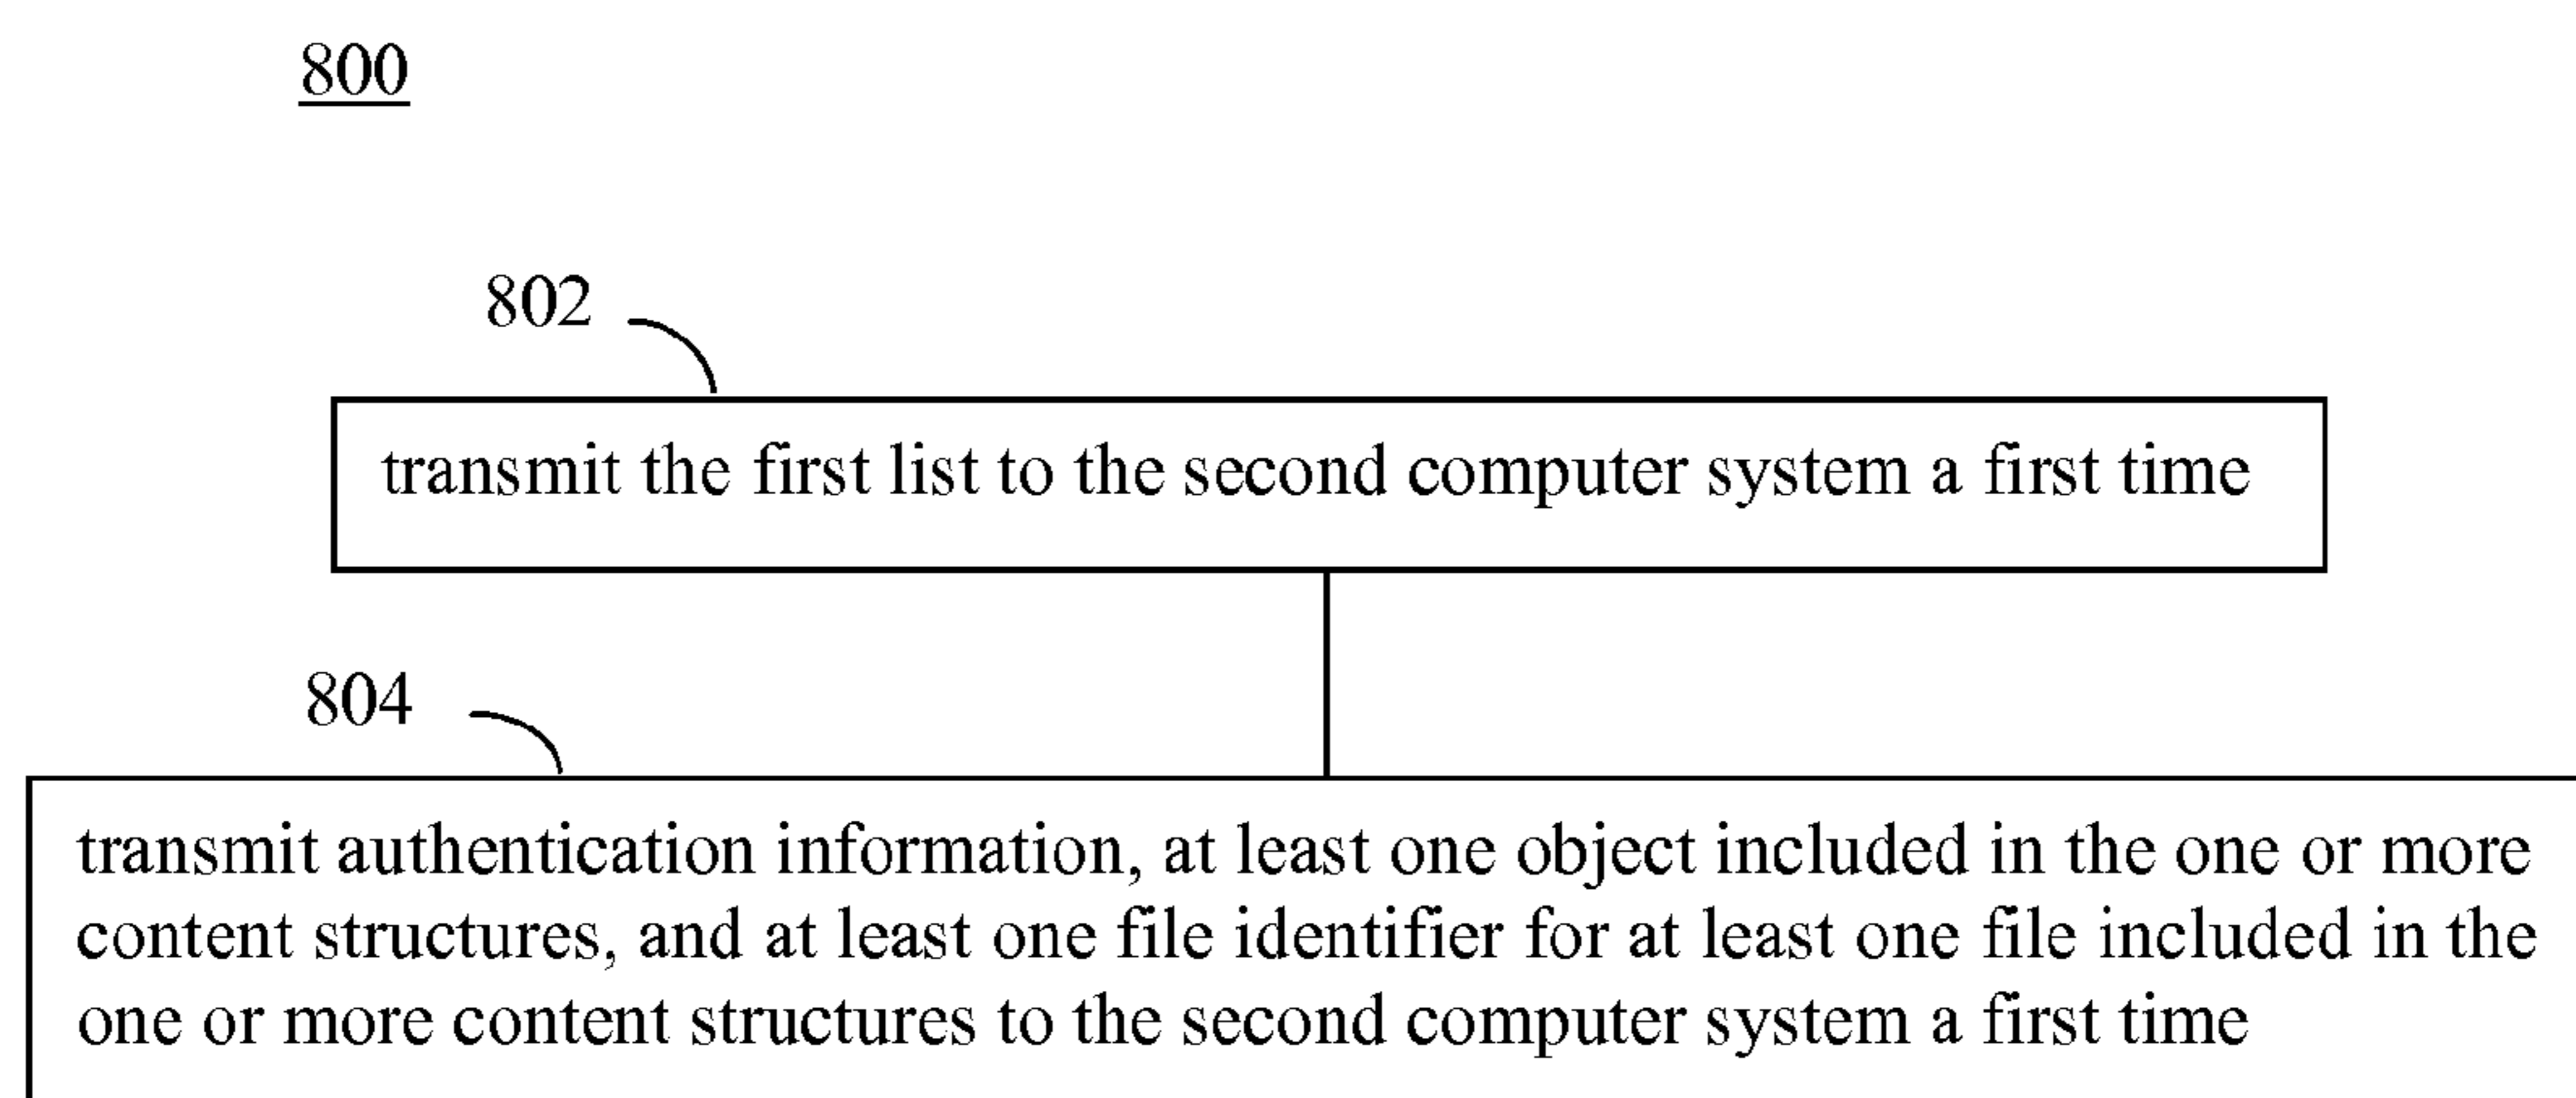 800
802
transmit the first list to the second computer system a first time
804
transmit authentication information, at least one object included in the one or more
content structures, and at least one file identifier for at least one file included in the
one or more content structures to the second computer system a first time